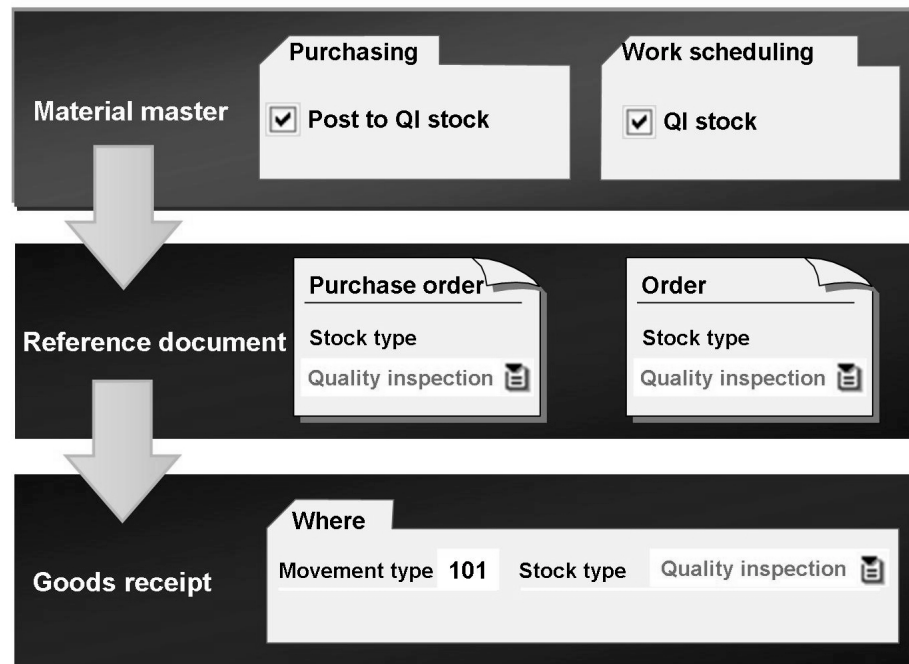 Purchasing
Work scheduling
Material master
Post to QI stock
QI stock
Purchase order
Order
Reference document
Stock type
Stock type
Quality inspection
Quality inspection
Where
Goods receipt
Movement type 101 Stock type Quality inspection